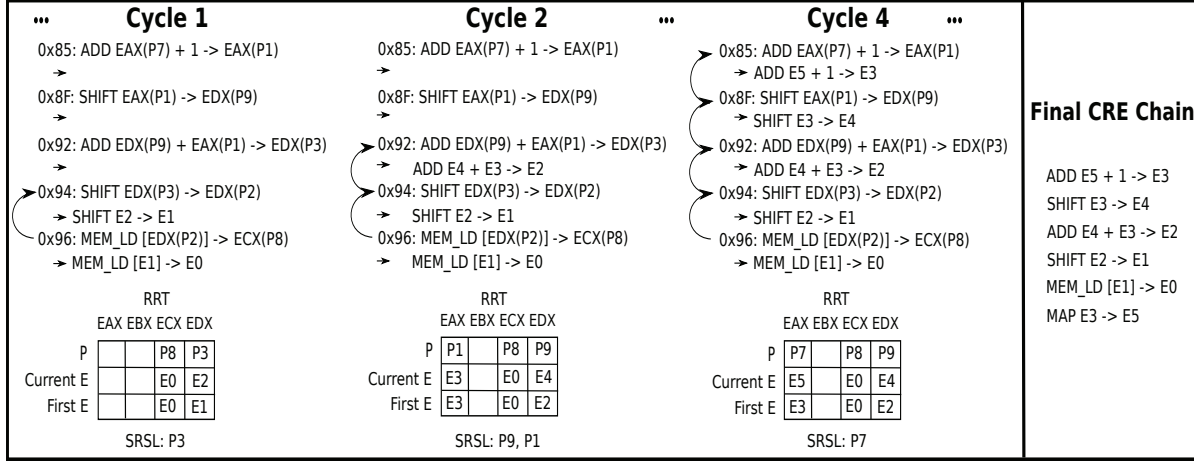 ... Cycle 1
0x85: ADD EAX(P7) + 1 -> EAX(P1)
0x8F: SHIFT EAX(P1) -> EDX(P9)
0x92: ADD EDX(P9) + EAX(P1) -> EDX(P3)
0x94: SHIFT EDX(P3) -> EDX(P2)
SHIFT E2 -> E1
0x96: MEM_LD [EDX(P2)] -> ECX(P8)
MEM_LD [E1] -> E0
RRT
EAX EBX ECX EDX
P P8 P3
Current E E0 E2
First E E0 E1
SRSL: P3
Cycle 2 ...
0x85: ADD EAX(P7) + 1 -> EAX(P1)
0x8F: SHIFT EAX(P1) -> EDX(P9)
0x92: ADD EDX(P9) + EAX(P1) -> EDX(P3)
ADD E4 + E3 -> E2
0x94: SHIFT EDX(P3) -> EDX(P2)
SHIFT E2 -> E1
0x96: MEM_LD [EDX(P2)] -> ECX(P8)
MEM_LD [E1] -> E0
RRT
EAX EBX ECX EDX
P P1 P8 P9
Current E E3 E0 E4
First E E3 E0 E2
SRSL: P9, P1
Cycle 4 ...
0x85: ADD EAX(P7) + 1 -> EAX(P1)
ADD E5 + 1 -> E3
0x8F: SHIFT EAX(P1) -> EDX(P9)
SHIFT E3 -> E4
0x92: ADD EDX(P9) + EAX(P1) -> EDX(P3)
ADD E4 + E3 -> E2
0x94: SHIFT EDX(P3) -> EDX(P2)
SHIFT E2 -> E1
0x96: MEM_LD [EDX(P2)] -> ECX(P8)
MEM_LD [E1] -> E0
RRT
EAX EBX ECX EDX
P P7 P8 P9
Current E E5 E0 E4
First E E3 E0 E2
SRSL: P7
Final CRE Chain
ADD E5 + 1 -> E3
SHIFT E3 -> E4
ADD E4 + E3 -> E2
SHIFT E2 -> E1
MEM_LD [E1] -> E0
MAP E3 -> E5